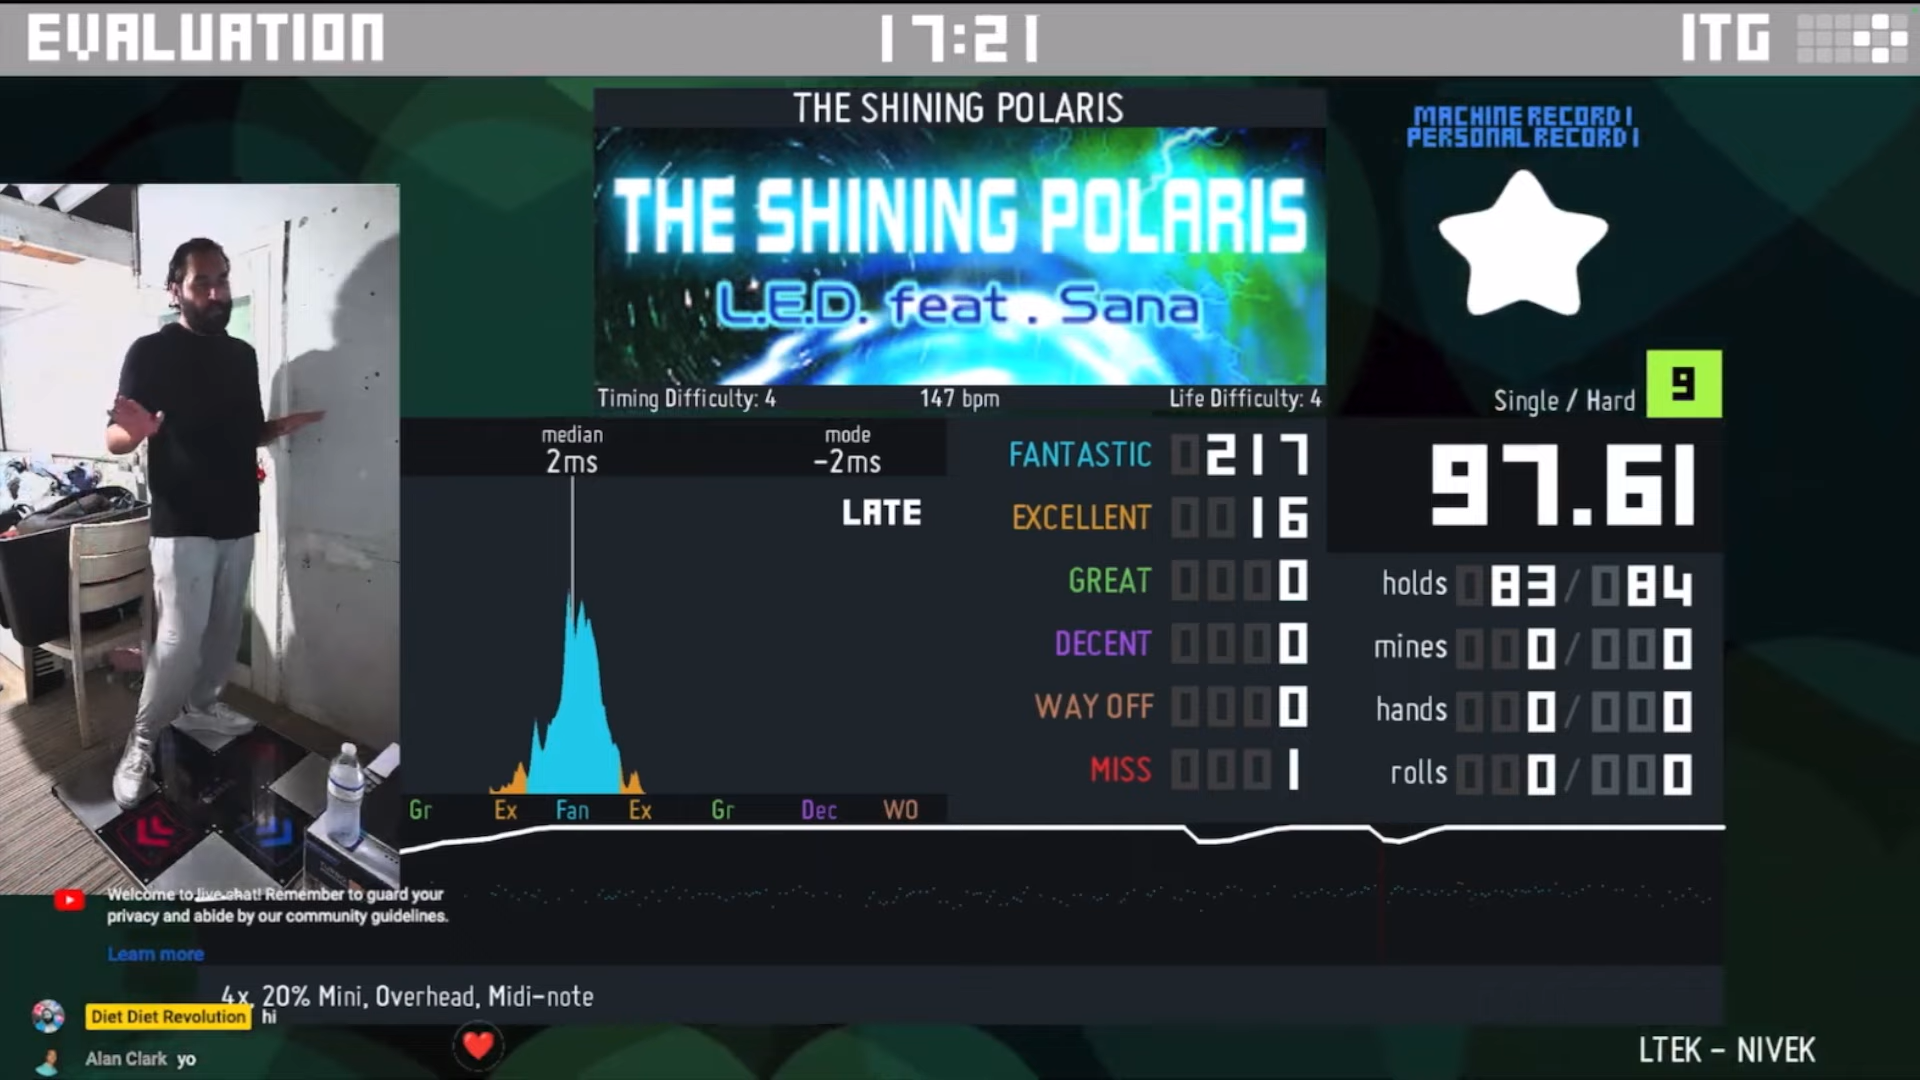 EVALUATION
17:21
ITG
THE SHINING POLARIS
THE SHINING POLARIS
L.E.D. feat. Sana
Timing Difficulty: 4
147 bpm
Life Difficulty: 4
MACHINE RECORD 1
PERSONAL RECORD 1
Single / Hard
9
97.61
median
2ms
mode
-2ms
LATE
FANTASTIC 0217
EXCELLENT 0016
GREAT 0000
DECENT 0000
WAY OFF 0000
MISS 0001
holds 083/084
mines 000/000
hands 000/000
rolls 000/000
Gr
Ex
Fan
Ex
Gr
Dec
WO
Welcome to live chat! Remember to guard your
privacy and abide by our community guidelines.
Learn more
4x, 20% Mini, Overhead, Midi-note
Diet Diet Revolution hi
Alan Clark yo
LTEK - NIVEK